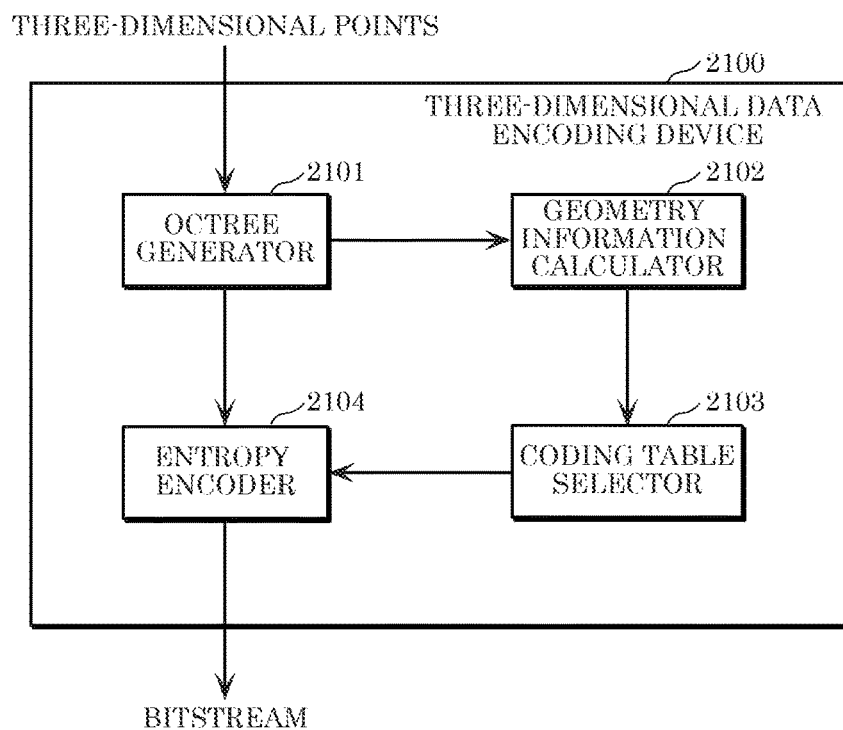 THREE-DIMENSIONAL POINTS
2100
THREE-DIMENSIONAL DATA
ENCODING DEVICE
2101
OCTREE
GENERATOR
2102
GEOMETRY
INFORMATION
CALCULATOR
2104
ENTROPY
ENCODER
2103
CODING TABLE
SELECTOR
BITSTREAM